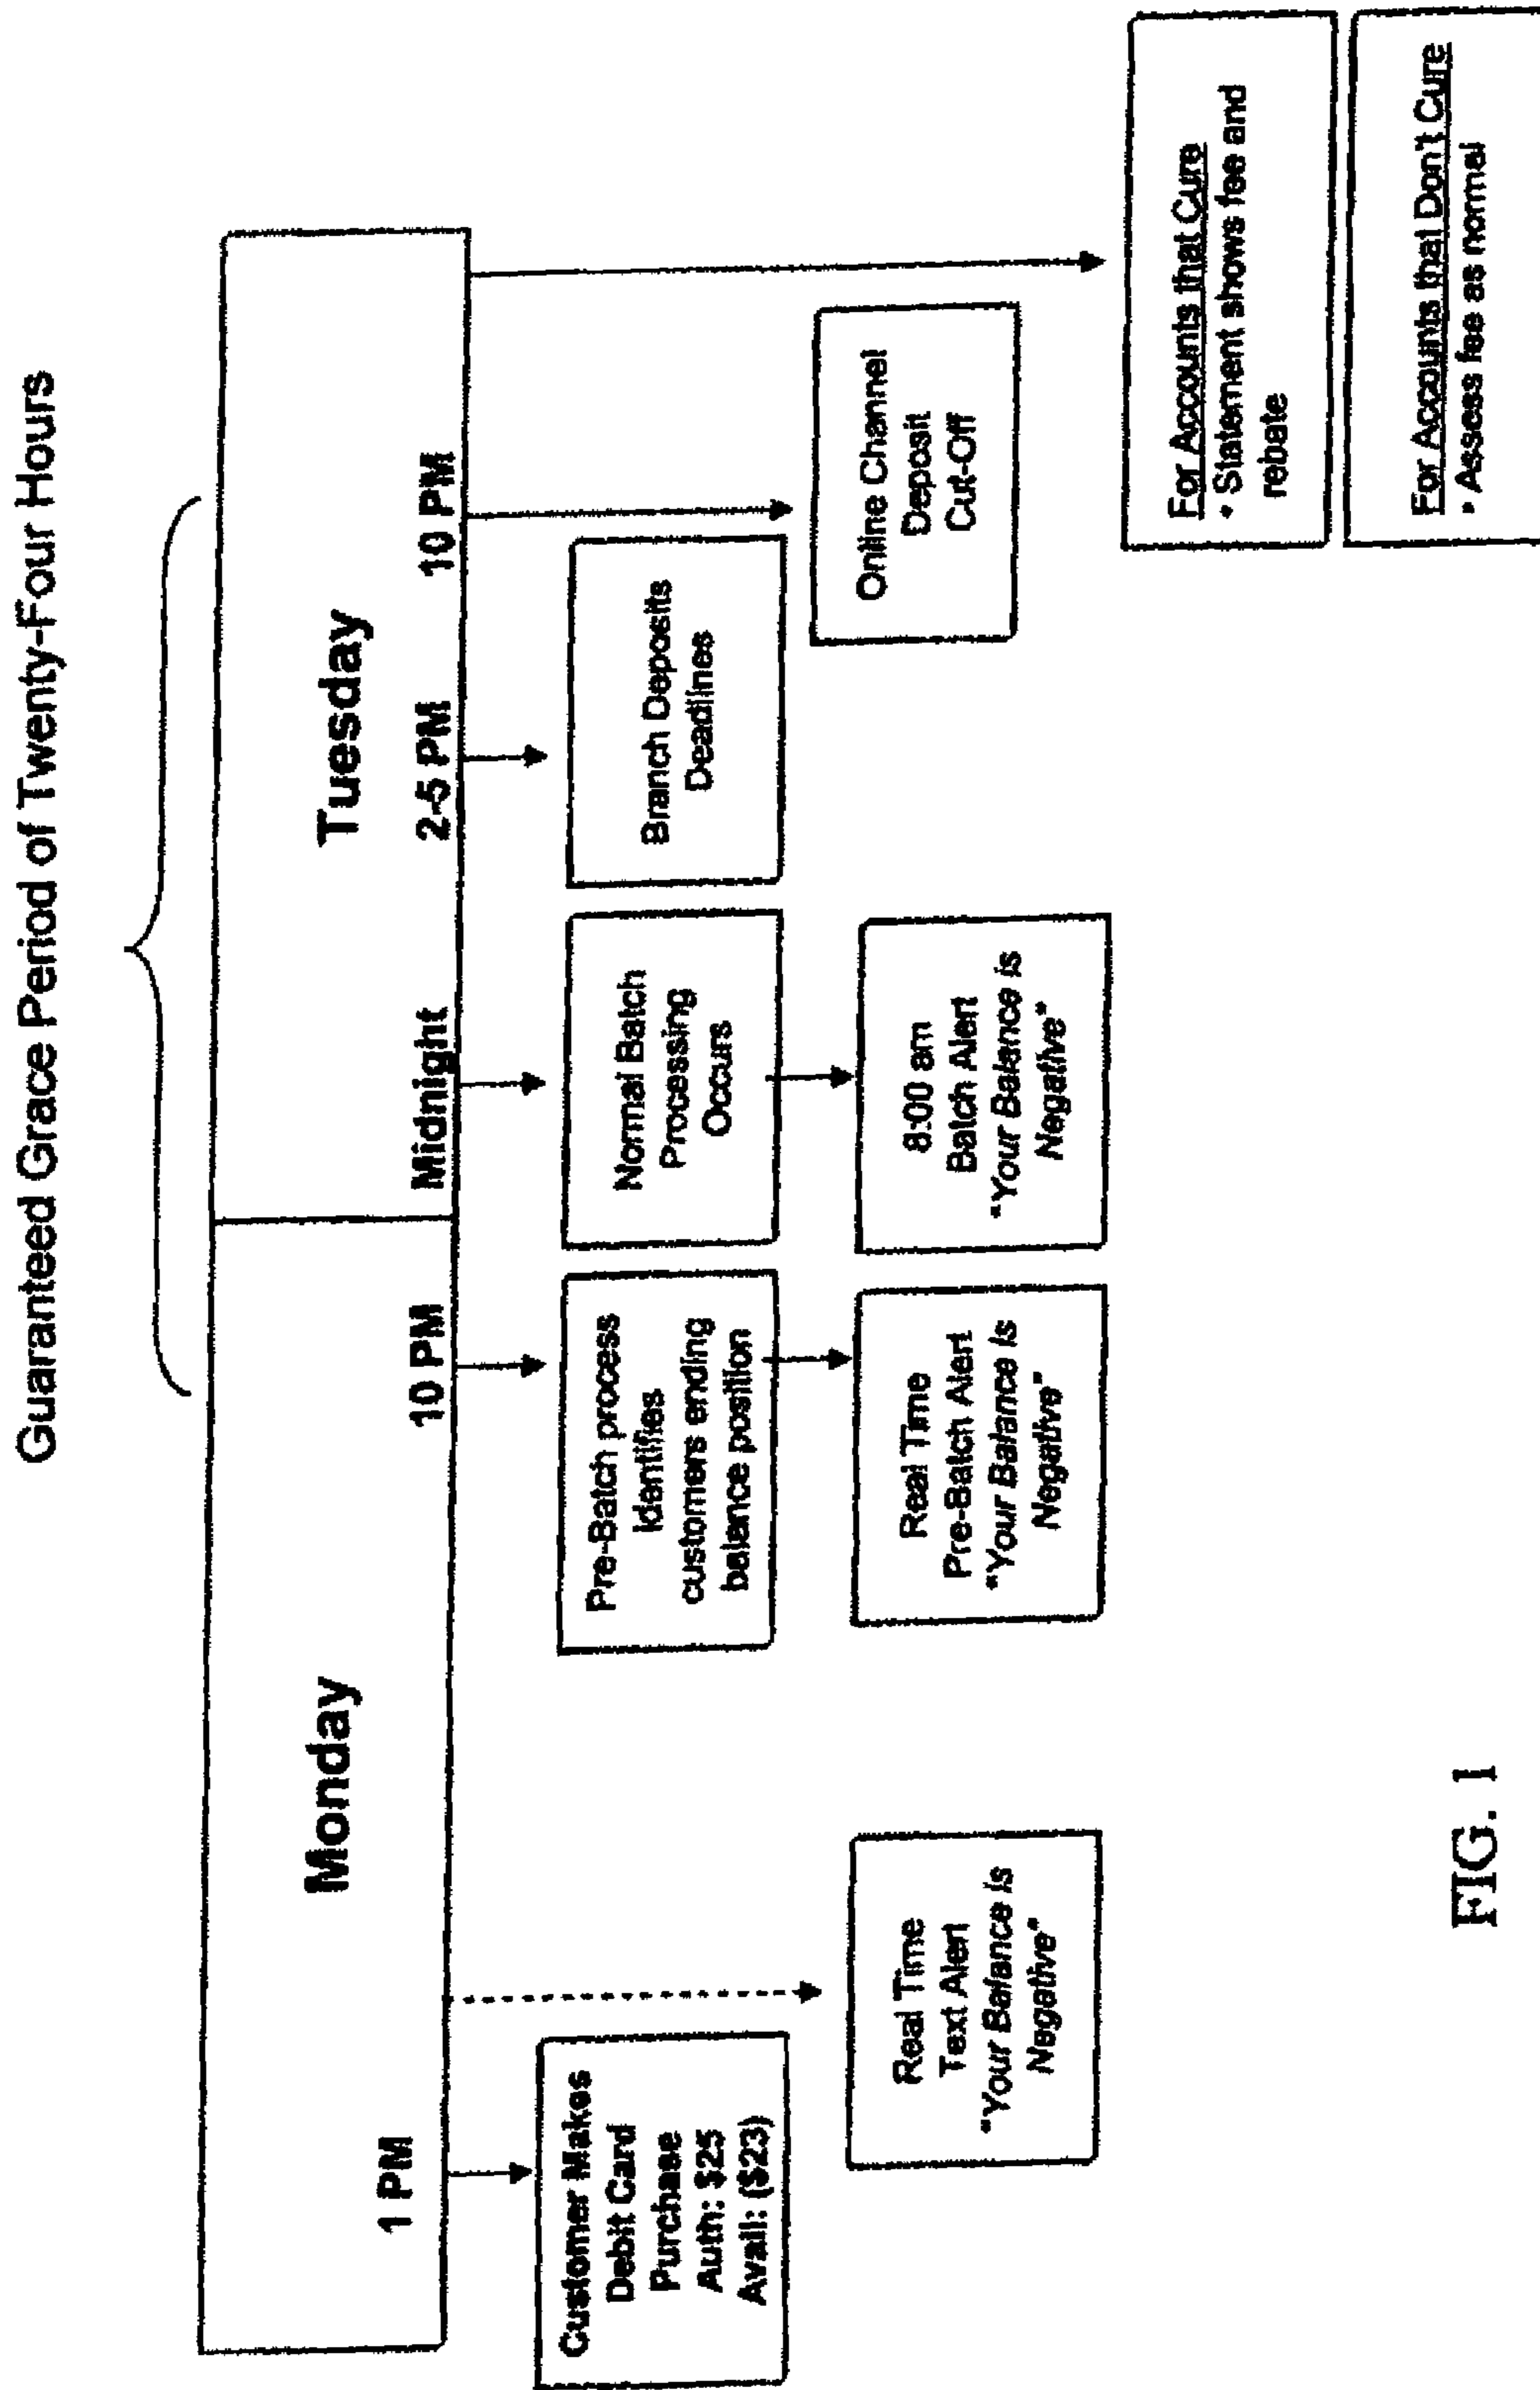 Guaranteed Grace Period of Twenty-Four Hours
Monday
Tuesday
1 PM
10 PM
Midnight
2-5 PM
10 PM
Customer Makes
Debit Card
Purchase
Auth: $25
Avail: ($23)
Real Time
Text Alert
"Your Balance is
Negative"
Pre-Batch process
identifies
customers ending
balance position
Real Time
Pre-Batch Alert
"Your Balance is
Negative"
Normal Batch
Processing
Occurs
8:00 am
Batch Alert
"Your Balance is
Negative"
Branch Deposits
Deadlines
Online Channel
Deposit
Cut-Off
For Accounts that Cure
• Statement shows fee and
rebate
For Accounts that Don't Cure
• Assess fee as normal
FIG. 1